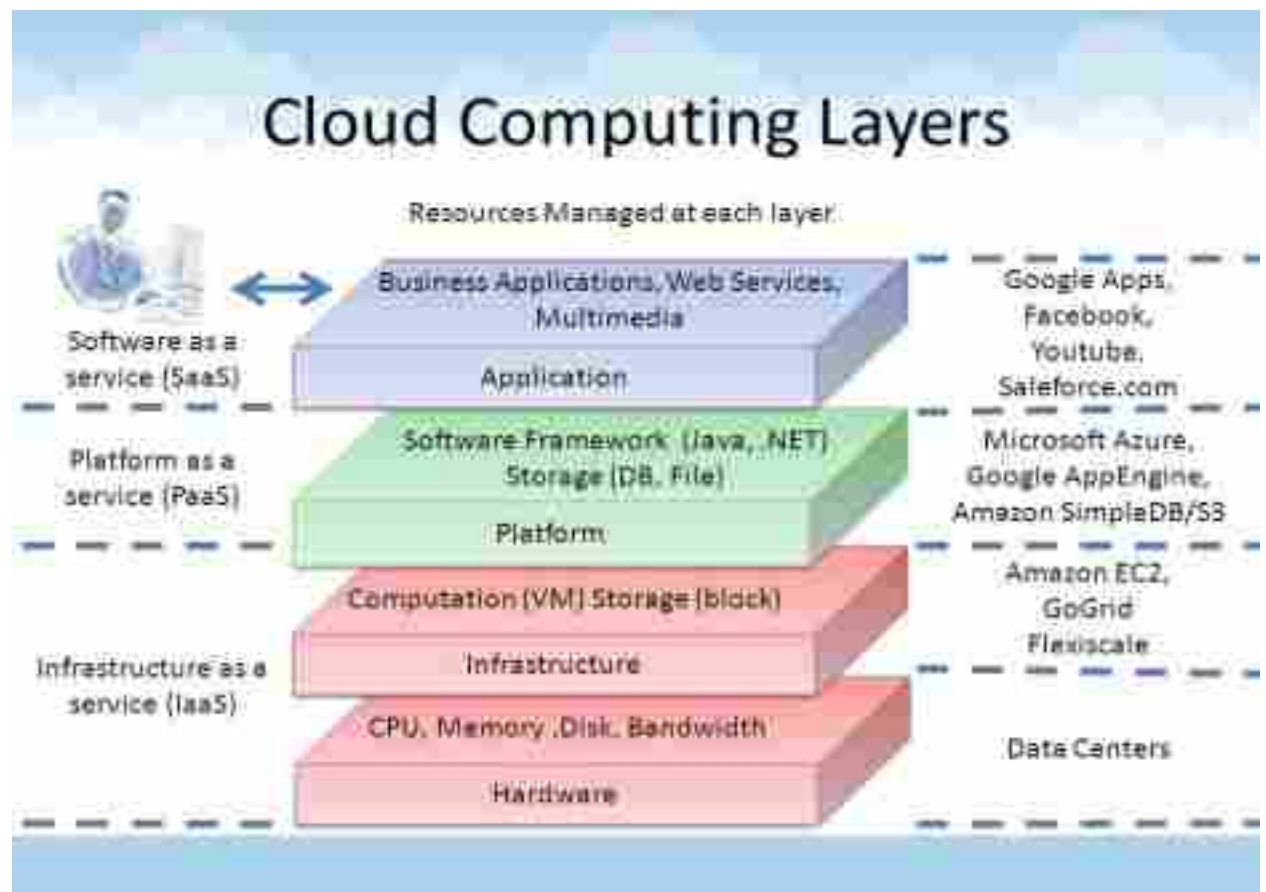 Cloud Computing Layers
Resources Managed at each layer
Software as a
service (SaaS)
Business Applications, Web Services,
Multimedia
Application
Google Apps,
Facebook,
Youtube,
Saleforce.com
Platform as a
service (PaaS)
Software Framework (Java, .NET)
Storage (DB, File)
Platform
Microsoft Azure,
Google AppEngine,
Amazon SimpleDB/S3
Infrastructure as a
service (IaaS)
Computation (VM) Storage (block)
Infrastructure
Amazon EC2,
GoGrid
Flexiscale
CPU, Memory ,Disk, Bandwidth
Hardware
Data Centers